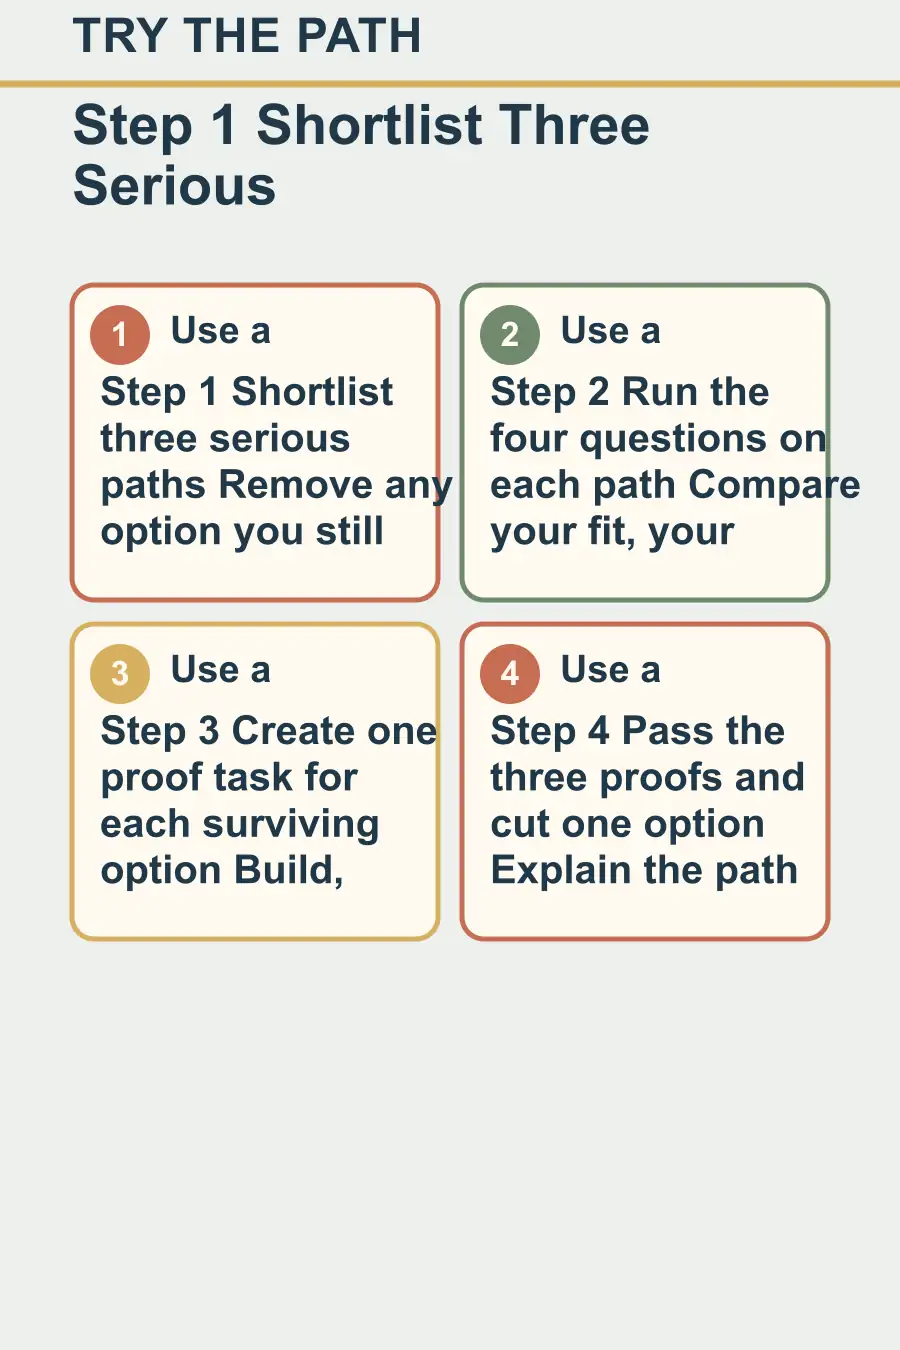 TRY THE PATH
Step 1 Shortlist Three
Serious
1 Use a
Step 1 Shortlist
three serious
paths Remove any
option you still
2 Use a
Step 2 Run the
four questions on
each path Compare
your fit, your
3 Use a
Step 3 Create one
proof task for
each surviving
option Build,
4 Use a
Step 4 Pass the
three proofs and
cut one option
Explain the path